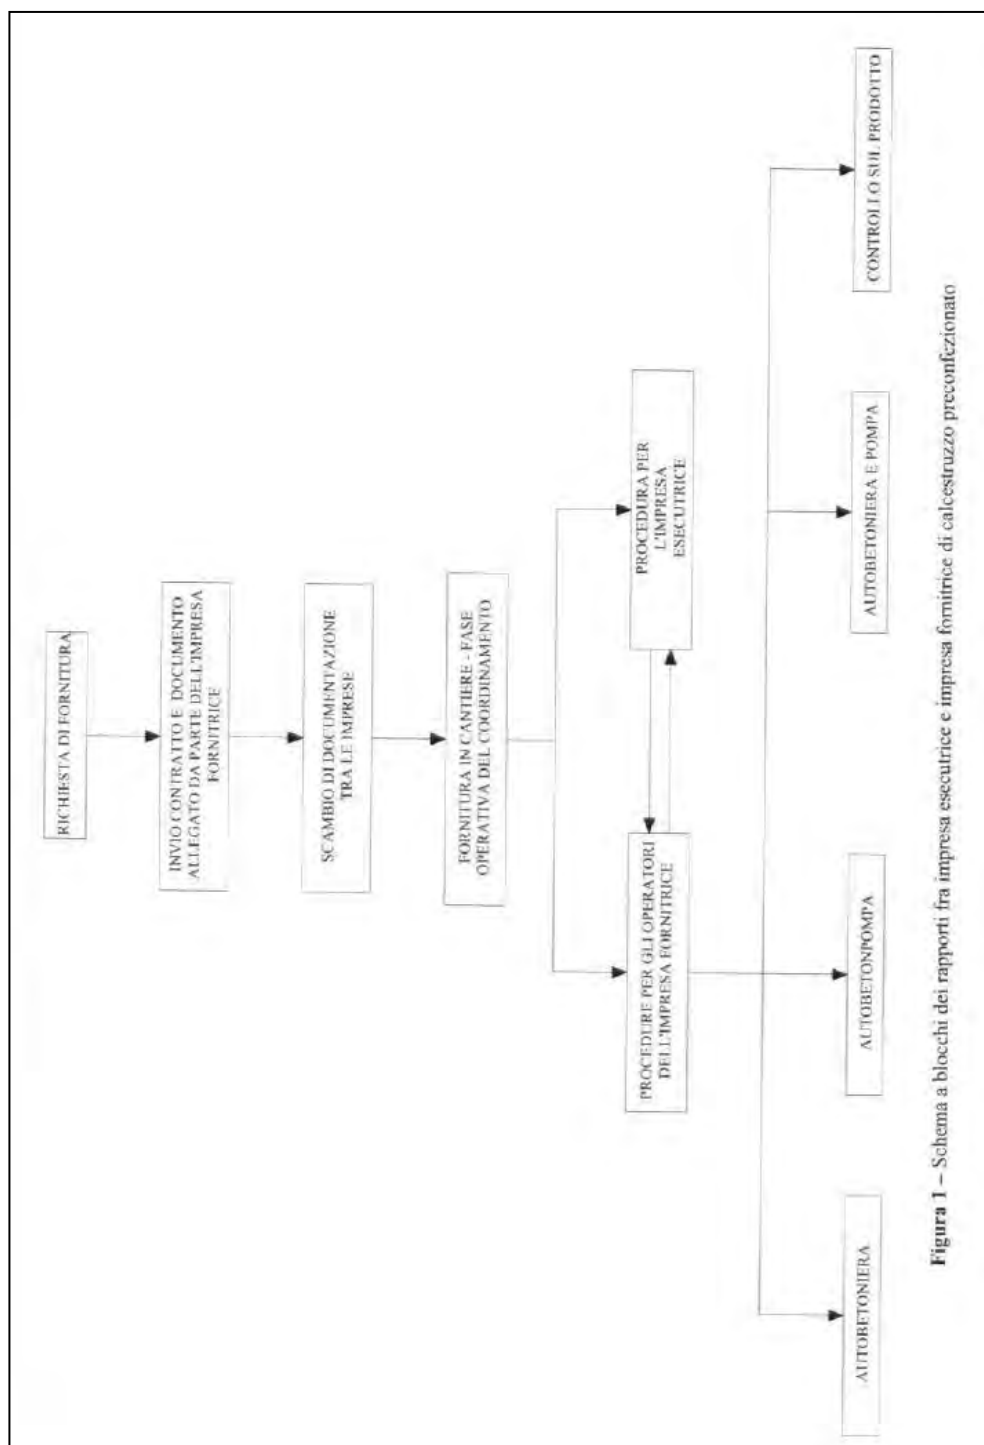 RICHIESTA DI FORNITURA
INVIO CONTRATTO E DOCUMENTO
ALLEGATO DA PARTE DELL'IMPRESA
FORNITRICE
SCAMBIO DI DOCUMENTAZIONE
TRA LE IMPRESE
FORNITURA IN CANTIERE - FASE
OPERATIVA DEL COORDINAMENTO
PROCEDURE PER GLI OPERATORI
DELL'IMPRESA FORNITRICE
PROCEDURA PER
L'IMPRESA
ESECUTRICE
AUTOBETONIERA
AUTOBETONPOMPA
AUTOBETONIERA E POMPA
CONTROLLO SUL PRODOTTO
Figura 1 – Schema a blocchi dei rapporti fra impresa esecutrice e impresa fornitrice di calcestruzzo preconfezionato